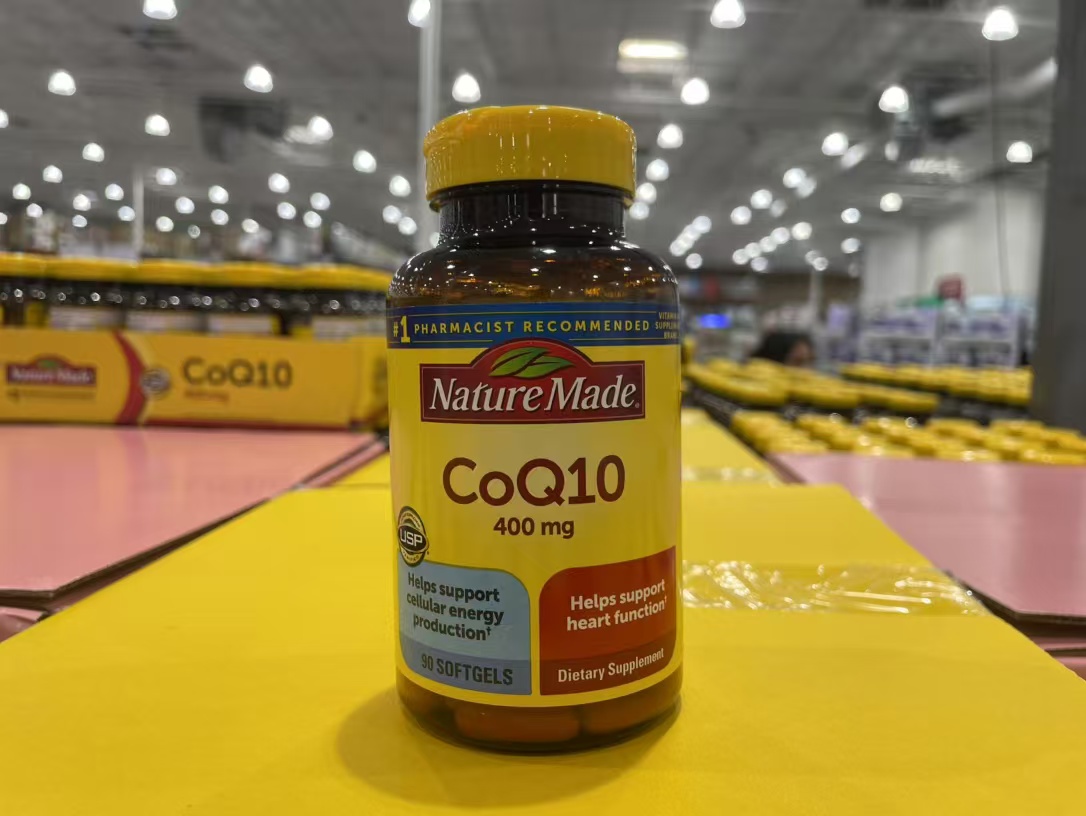 #1 PHARMACIST RECOMMENDED
Nature Made
CoQ10
400 mg
USP
Helps support
cellular energy
production†
90 SOFTGELS
Helps support
heart function†
Dietary Supplement
Nature Made
CoQ10